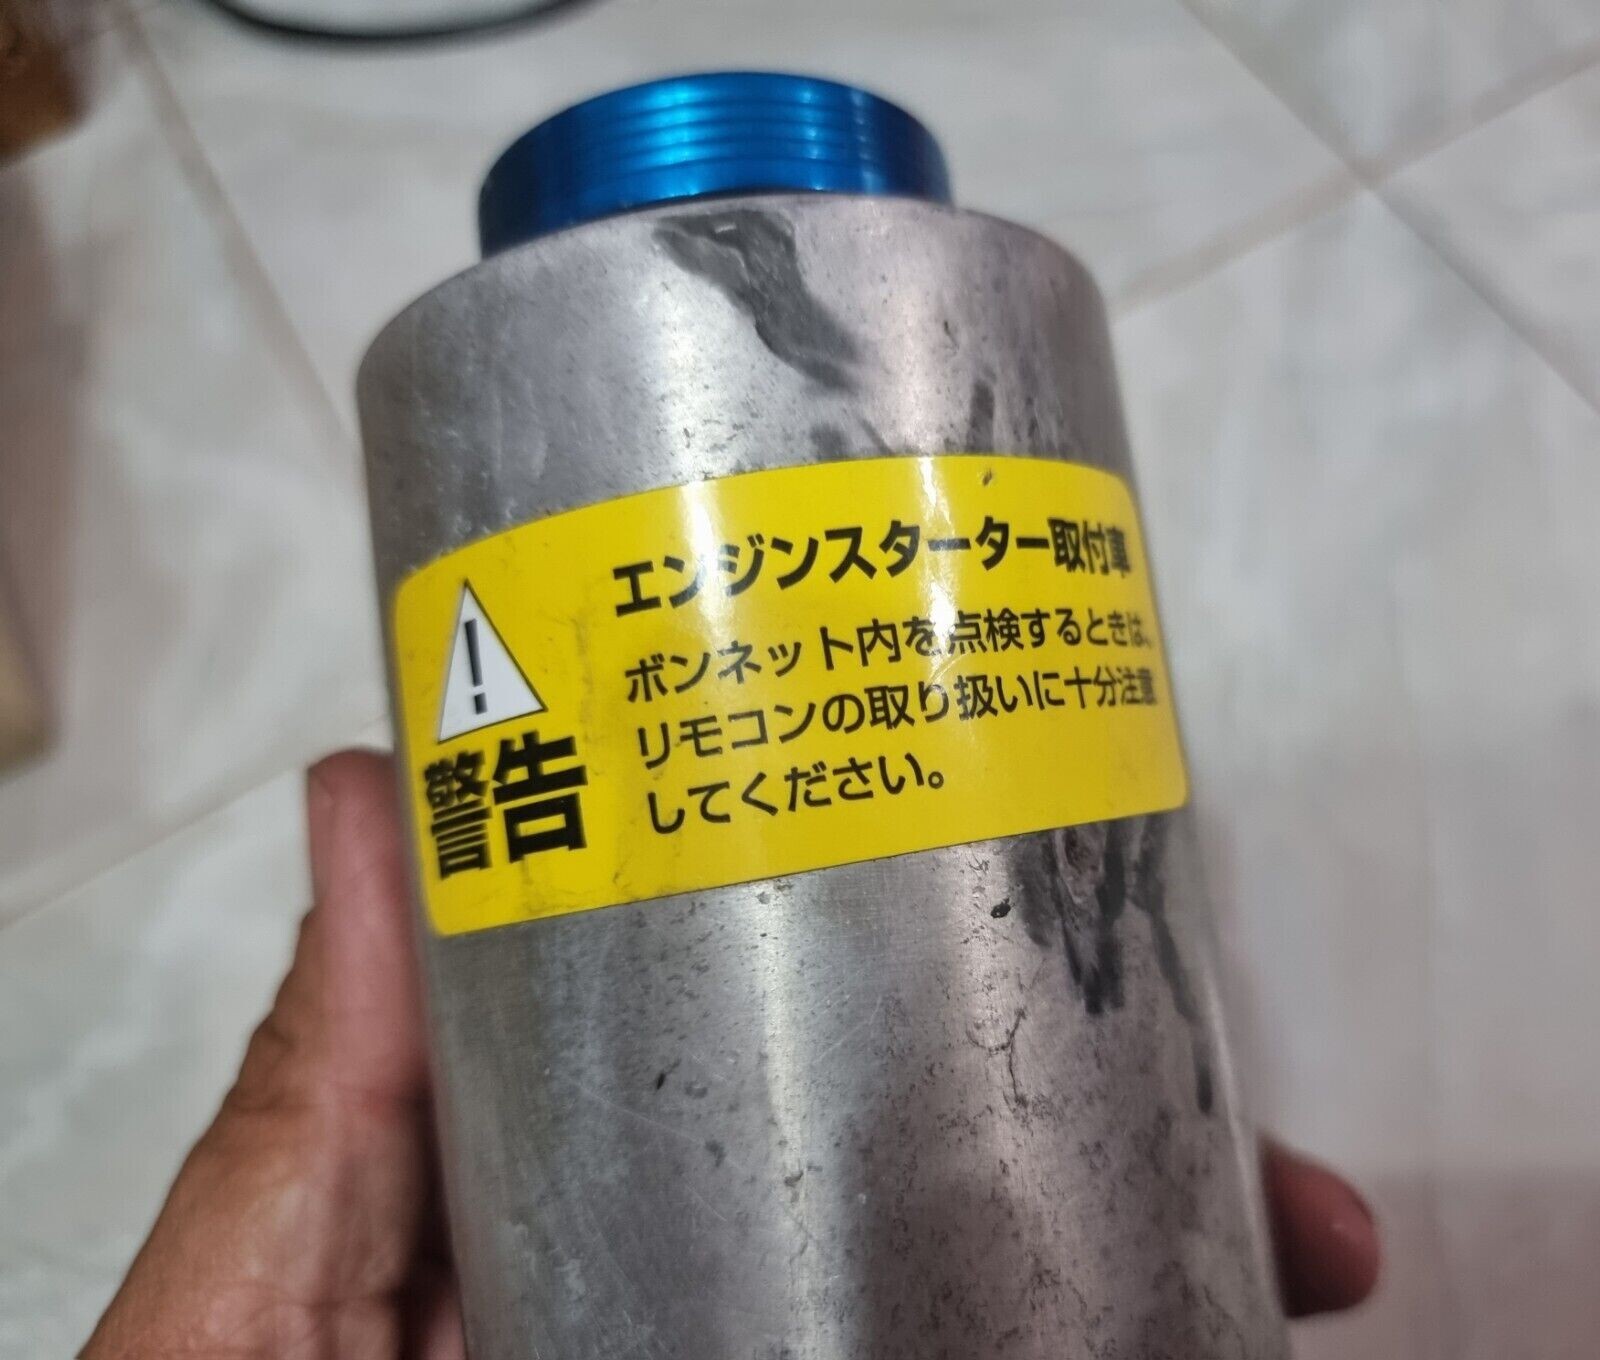 エンジンスターター取付車
ボンネット内を点検するときは、
リモコンの取り扱いに十分注意
してください。
!
警告